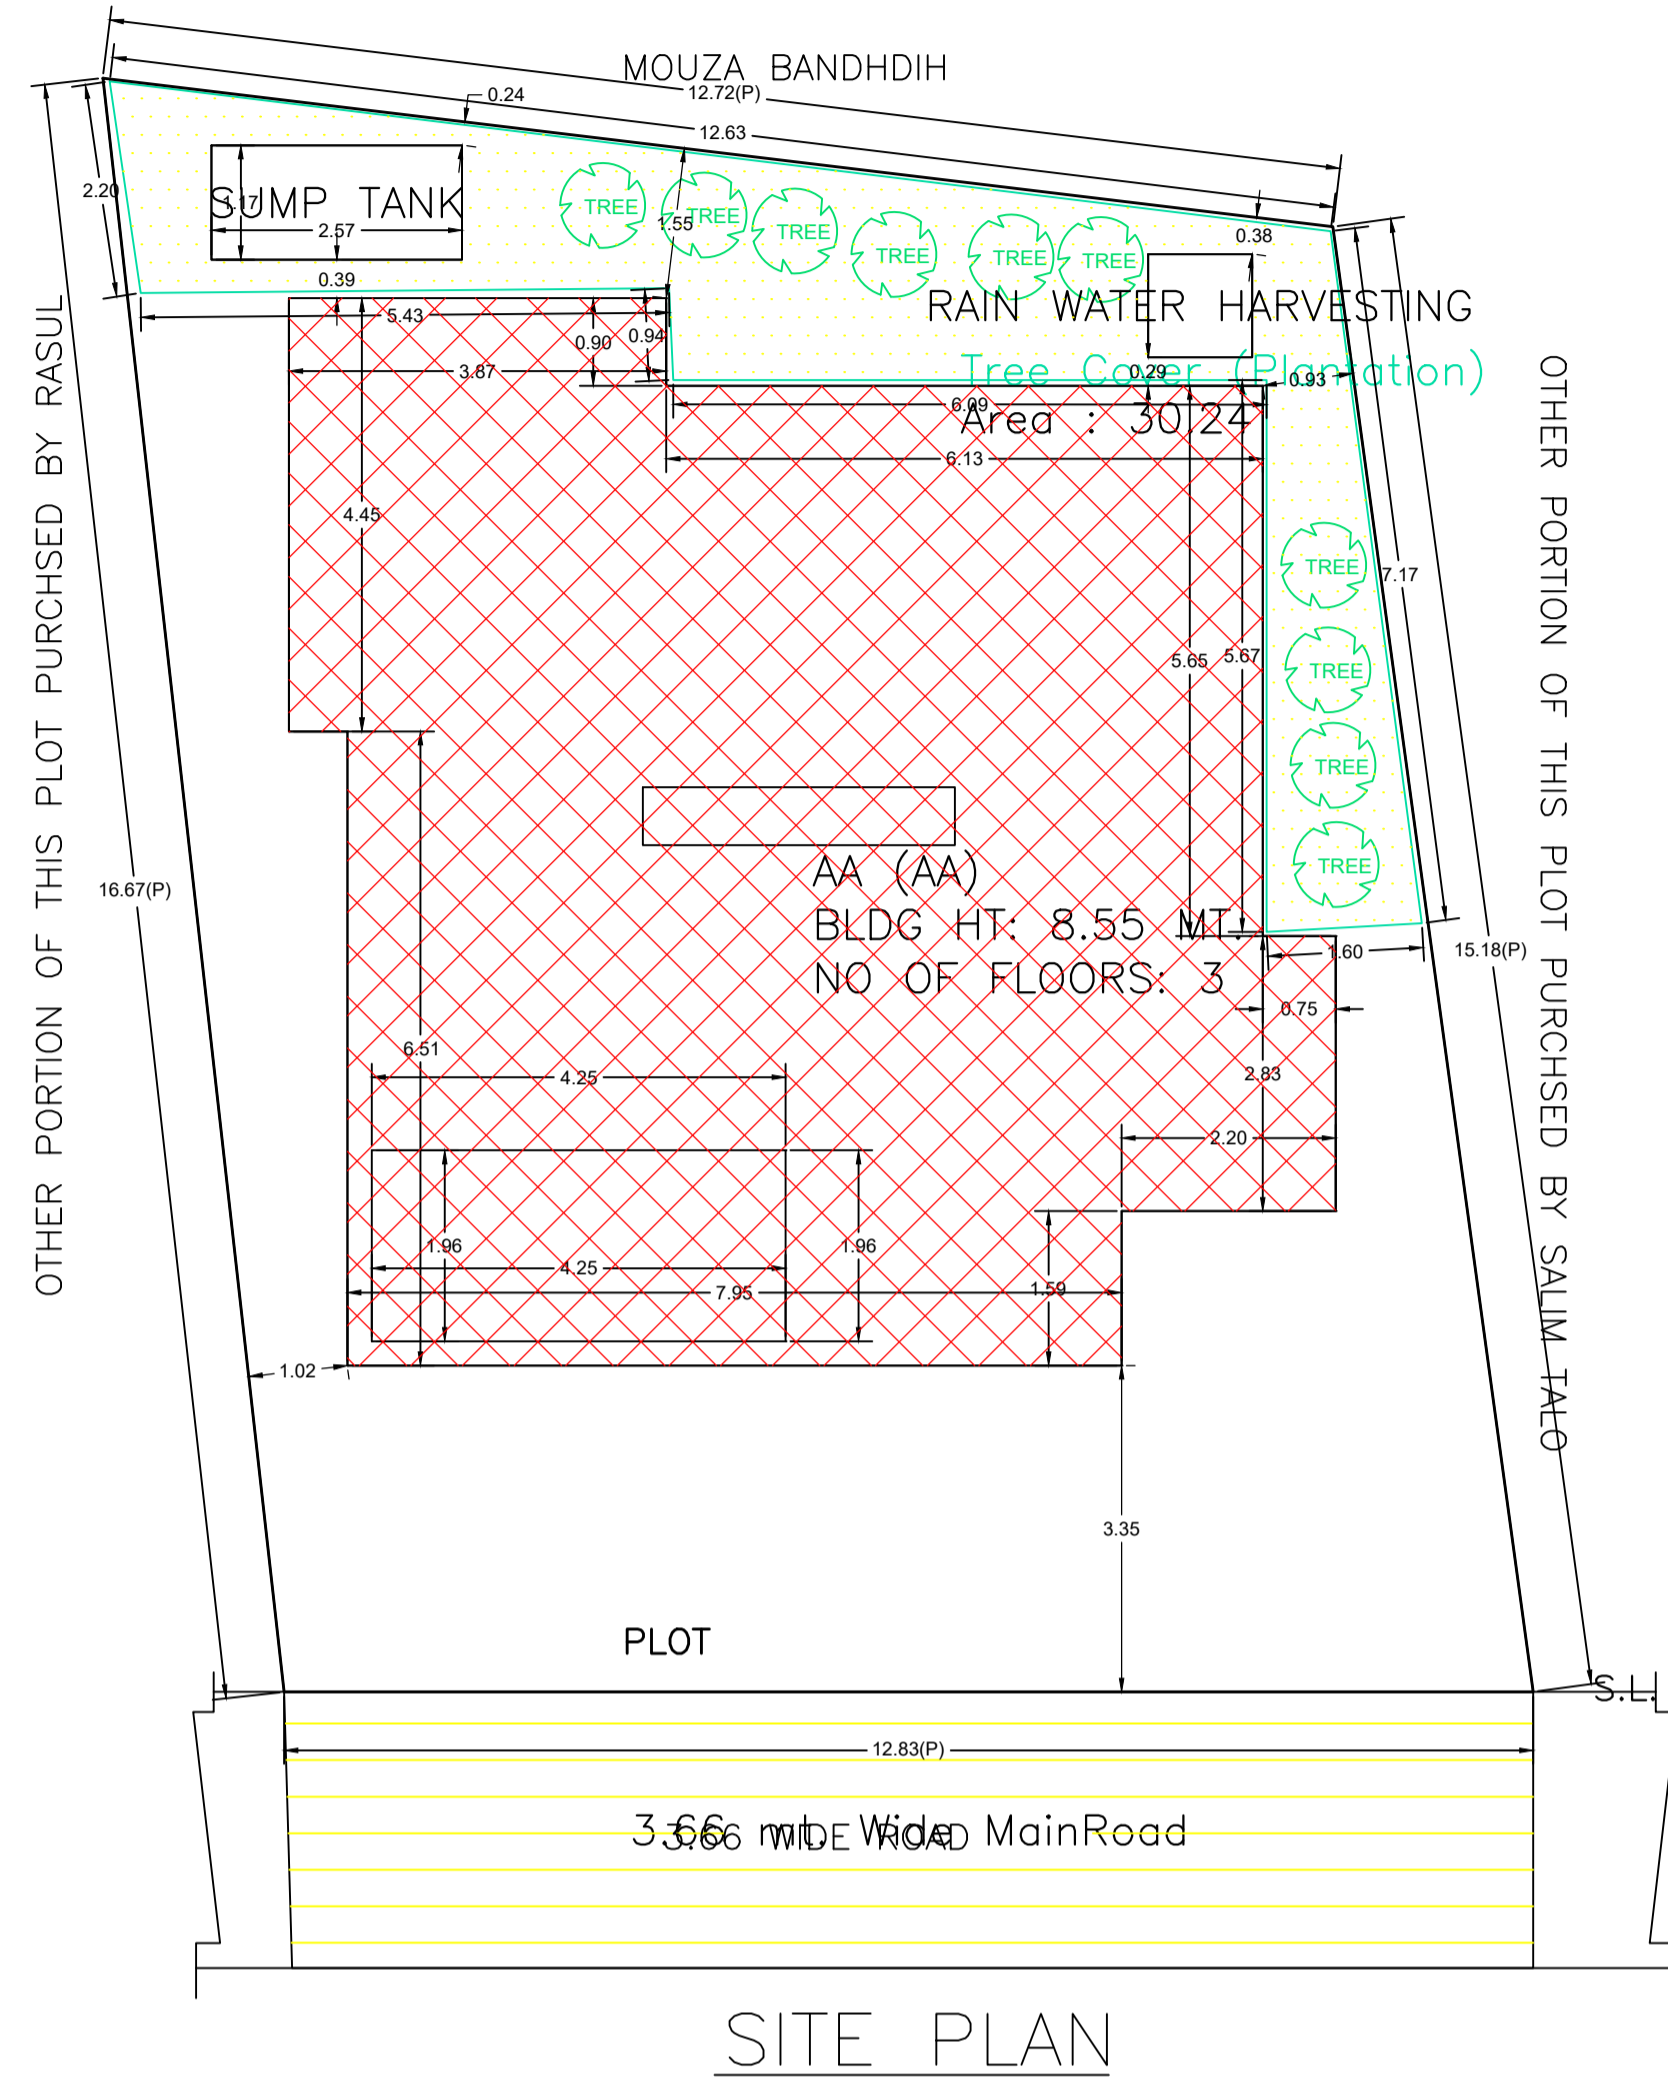 MOUZA BANDHDIH
12.72(P)
0.24
12.63
2.20
SUMP TANK
1.17
2.57
0.39
TREE
TREE
TREE
TREE
TREE
TREE
1.55
0.38
RAIN WATER HARVESTING
Tree Cover (Plantation)
Area : 30.24
5.43
0.90
0.94
3.87
0.29
0.93
6.09
6.13
4.45
5.65
5.67
7.17
TREE
TREE
TREE
TREE
OTHER PORTION OF THIS PLOT PURCHSED BY RASUL
OTHER PORTION OF THIS PLOT PURCHSED BY SALIM TALO
16.67(P)
15.18(P)
AA (AA)
BLDG HT: 8.55 MT.
NO OF FLOORS: 3
1.60
0.75
6.51
2.83
4.25
2.20
1.96
1.96
4.25
7.95
1.59
1.02
3.35
PLOT
S.L.
12.83(P)
3.66 mt. Wide MainRoad
3.66 WIDE ROAD
SITE PLAN